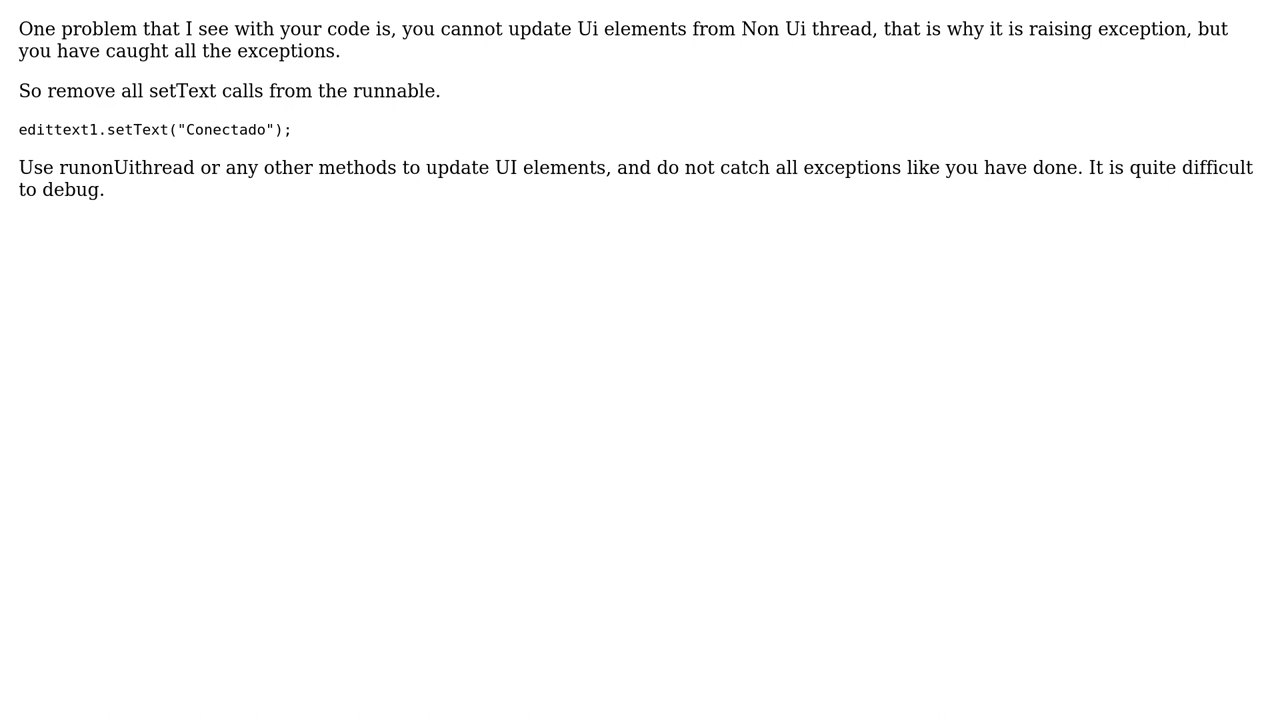 One problem that I see with your code is, you cannot update Ui elements from Non Ui thread, that is why it is raising exception, but
you have caught all the exceptions.
So remove all setText calls from the runnable.
edittext1.setText("Conectado");
Use runonUithread or any other methods to update UI elements, and do not catch all exceptions like you have done. It is quite difficult
to debug.